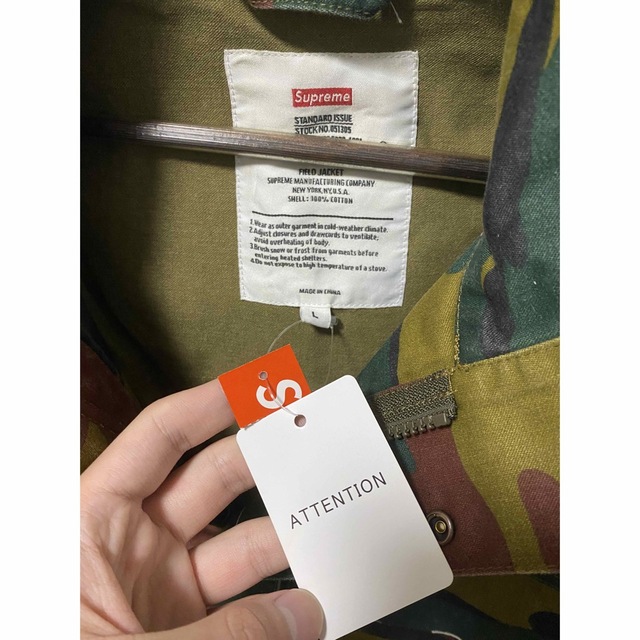 Supreme
STANDARD ISSUE
STOCK NO. 051305
FIELD JACKET
SUPREME MANUFACTURING COMPANY
NEW YORK, N.Y. U.S.A.
SHELL: 100% COTTON
1.Wear as outer garment in cold-weather climate.
2.Adjust closures and drawcords to ventilate;
avoid overheating of body.
3.Brush snow or frost from garments before
entering heated shelters.
4.Do not expose to high temperature of a stove.
MADE IN CHINA
L
S
ATTENTION